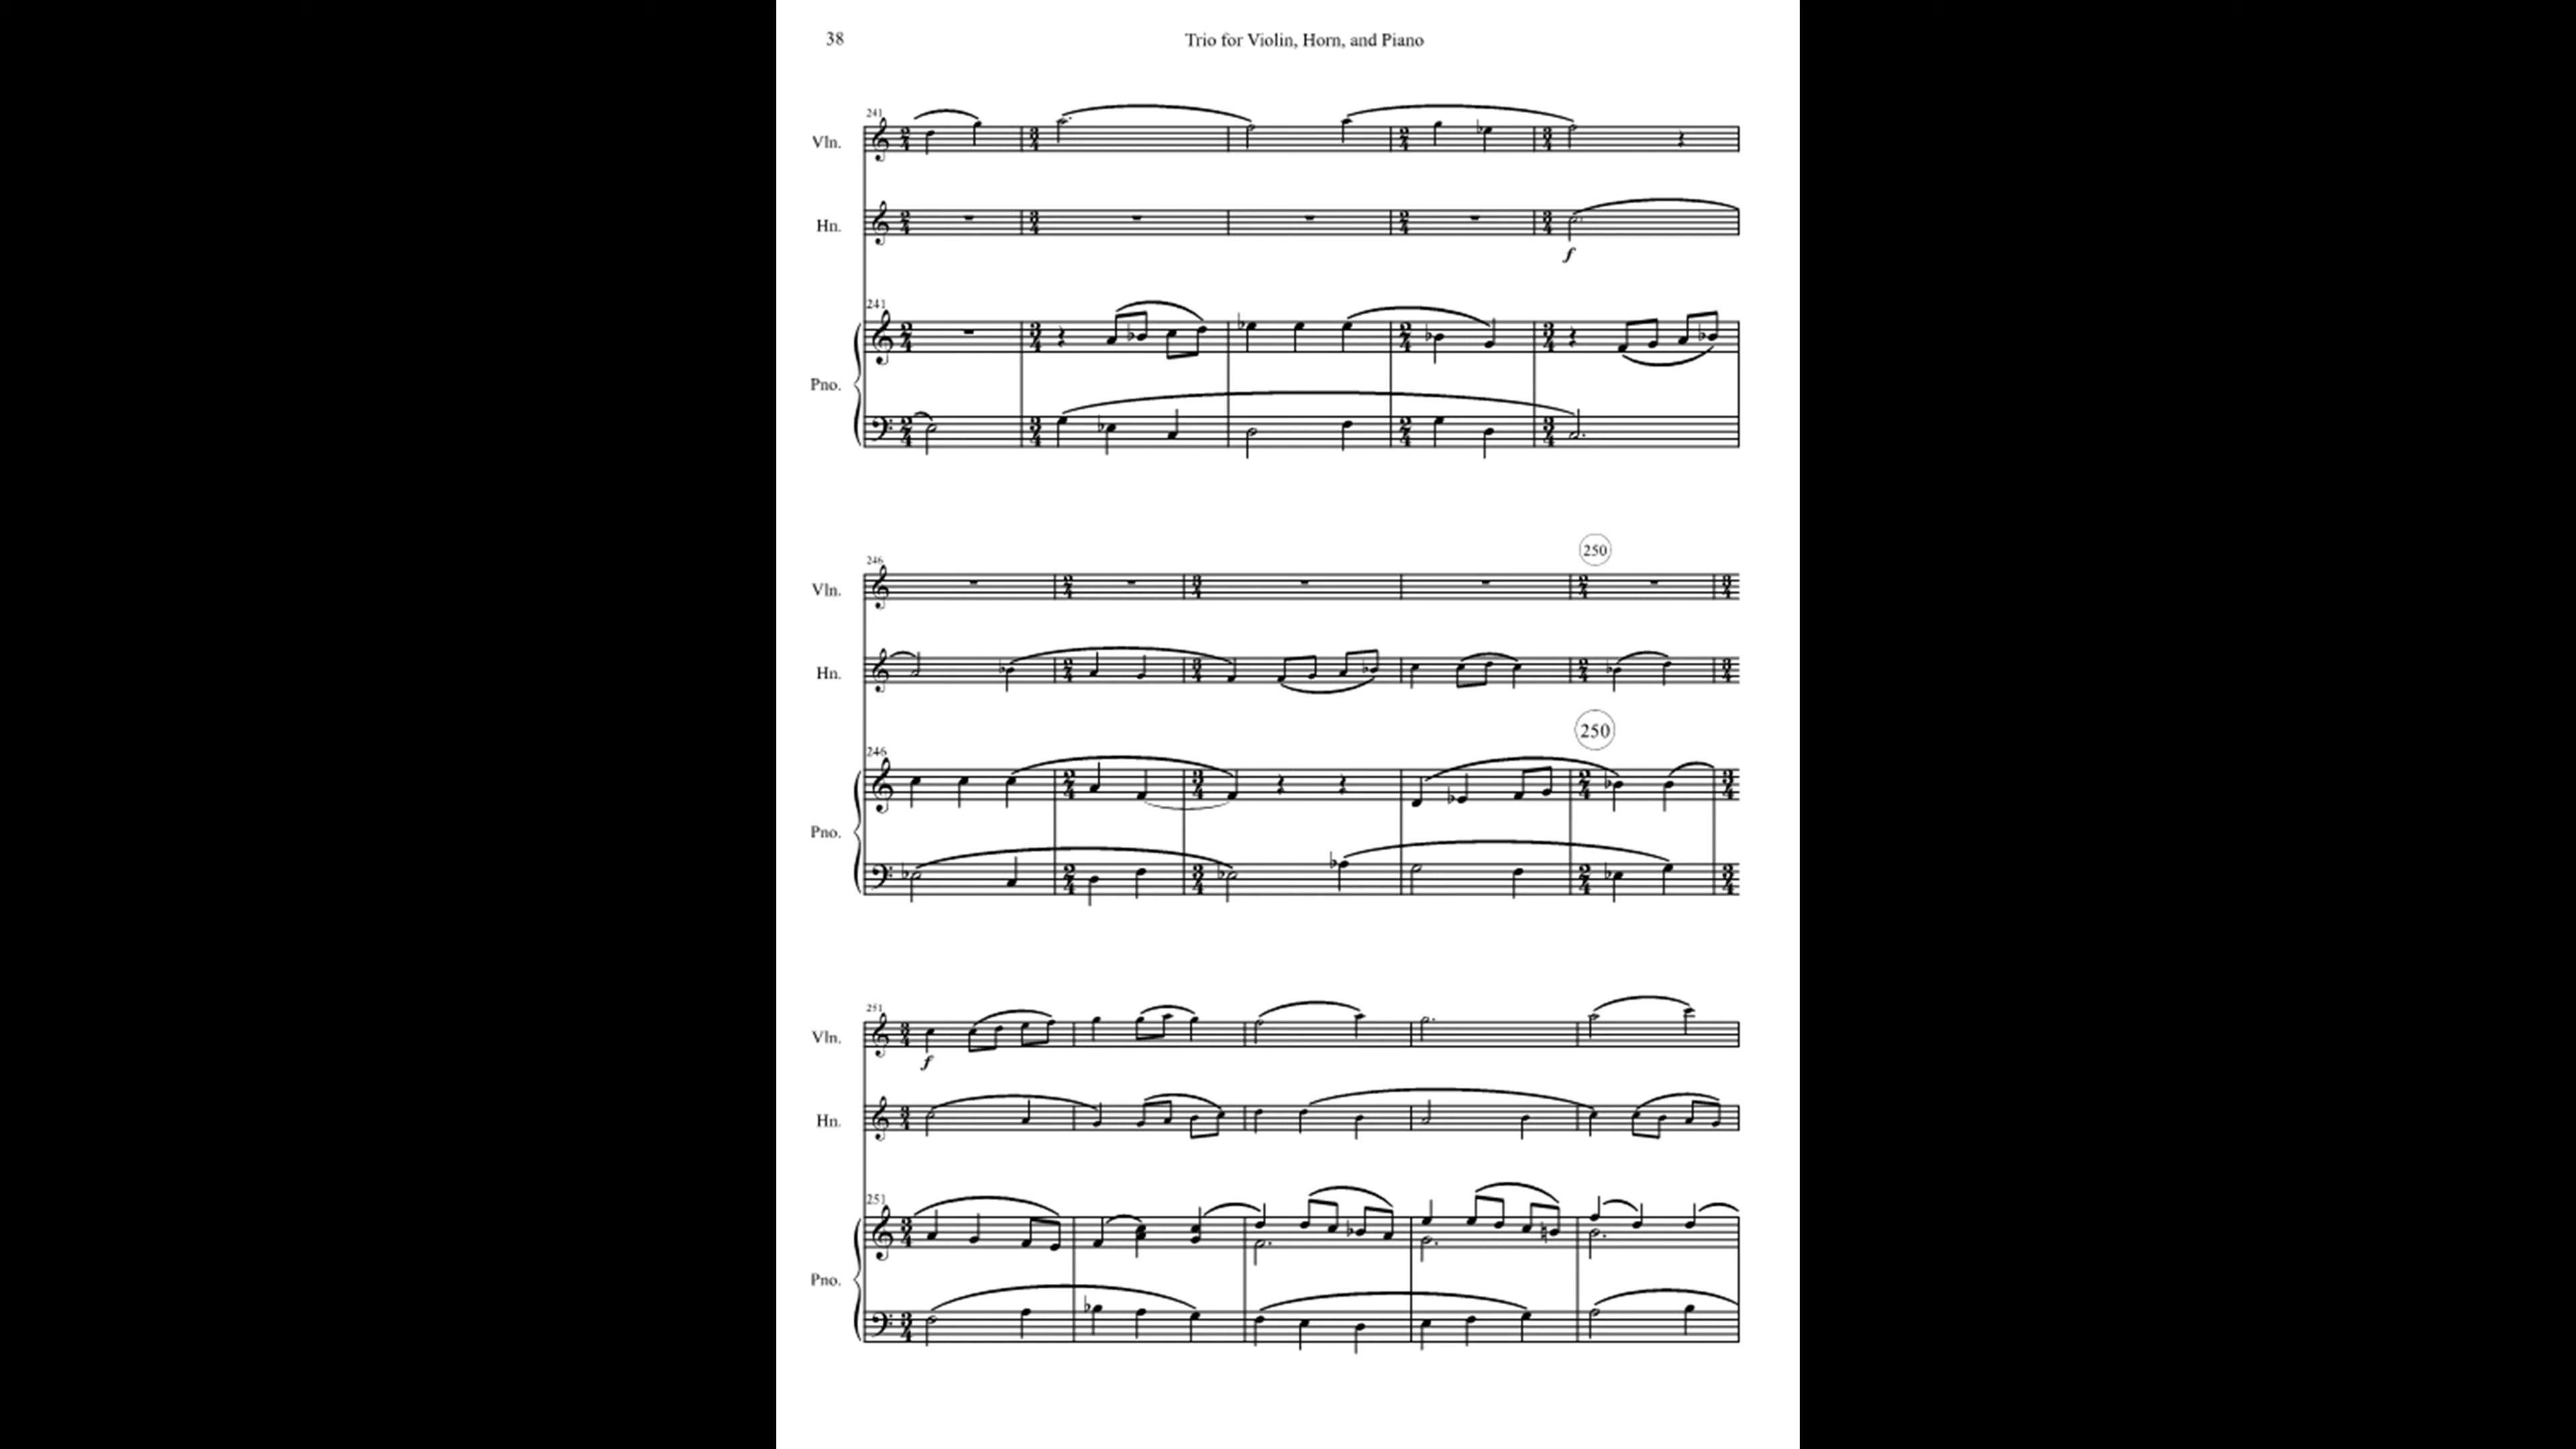 38
Trio for Violin, Horn, and Piano
241
Vln.
Hn.
f
241
Pno.
250
246
Vln.
Hn.
250
246
Pno.
251
Vln.
f
Hn.
251
Pno.